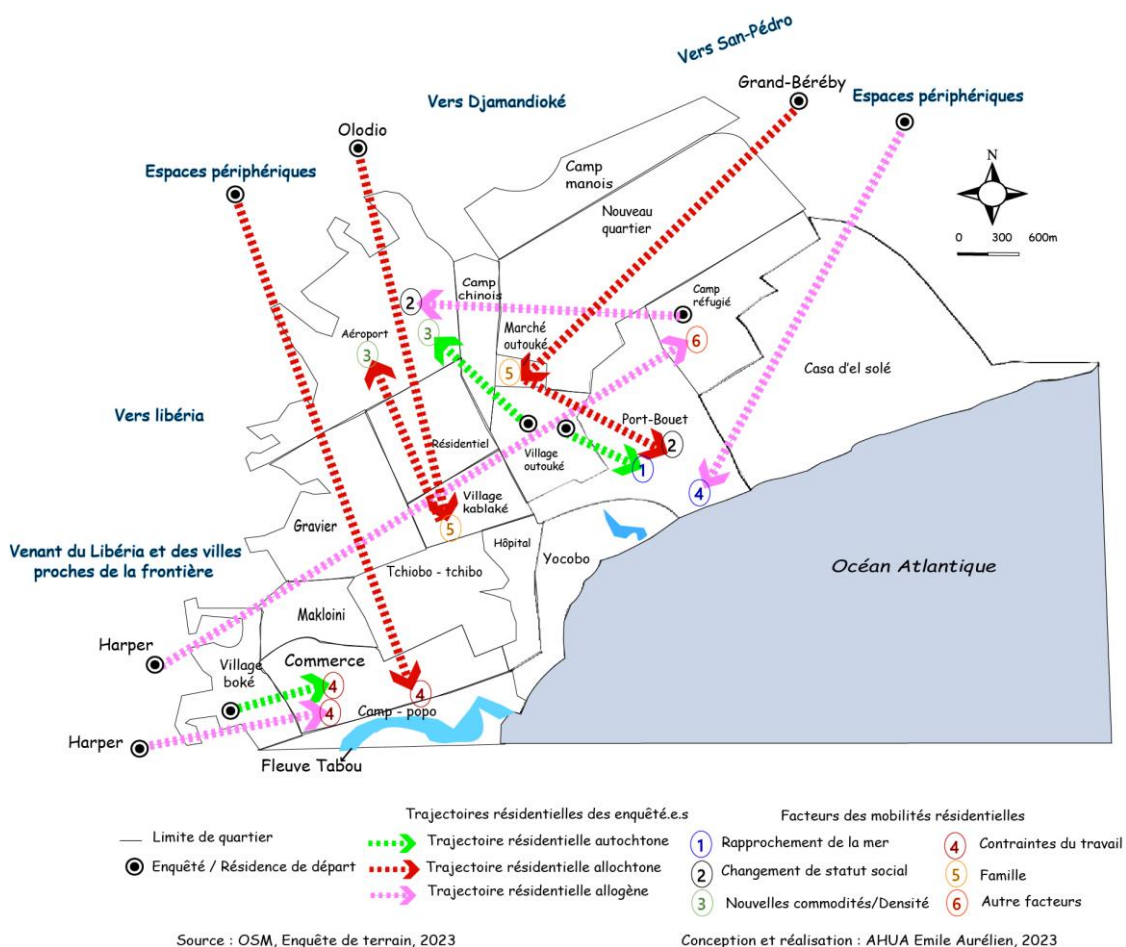 Vers San-Pédro
Grand-Béréby
Vers Djamandioké
Espaces périphériques
Olodio
Espaces périphériques
Camp
manois
N
Nouveau
quartier
0 300 600m
Camp
chinois
Camp
réfugié
2
Marché
outouké
Aéroport
3
3
6
5
Casa d'el solé
Vers libéria
Port-Bouet
2
Résidentiel
Village
outouké
1
4
Village
kablaké
5
Gravier
Hôpital
Venant du Libéria et des villes
proches de la frontière
Yocobo
Océan Atlantique
Tchiobo - tchibo
Makloini
Harper
Commerce
Village
boké
4
4
4
Camp - popo
Harper
Fleuve Tabou
Trajectoires résidentielles des enquêté.e.s
Facteurs des mobilités résidentielles
Limite de quartier
Enquêté / Résidence de départ
Trajectoire résidentielle autochtone
Trajectoire résidentielle allochtone
Trajectoire résidentielle allogène
1 Rapprochement de la mer
2 Changement de statut social
3 Nouvelles commodités/Densité
4 Contraintes du travail
5 Famille
6 Autre facteurs
Source : OSM, Enquête de terrain, 2023
Conception et réalisation : AHUA Emile Aurélien, 2023